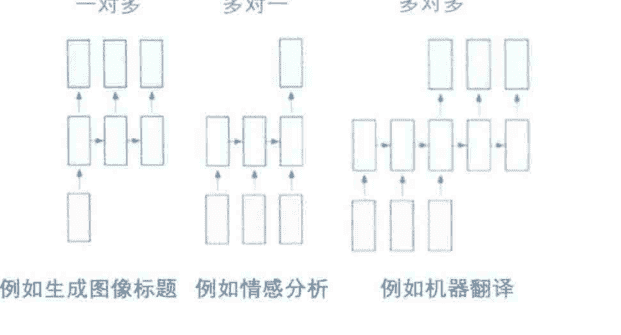 一对多
多对一
多对多
例如生成图像标题
例如情感分析
例如机器翻译